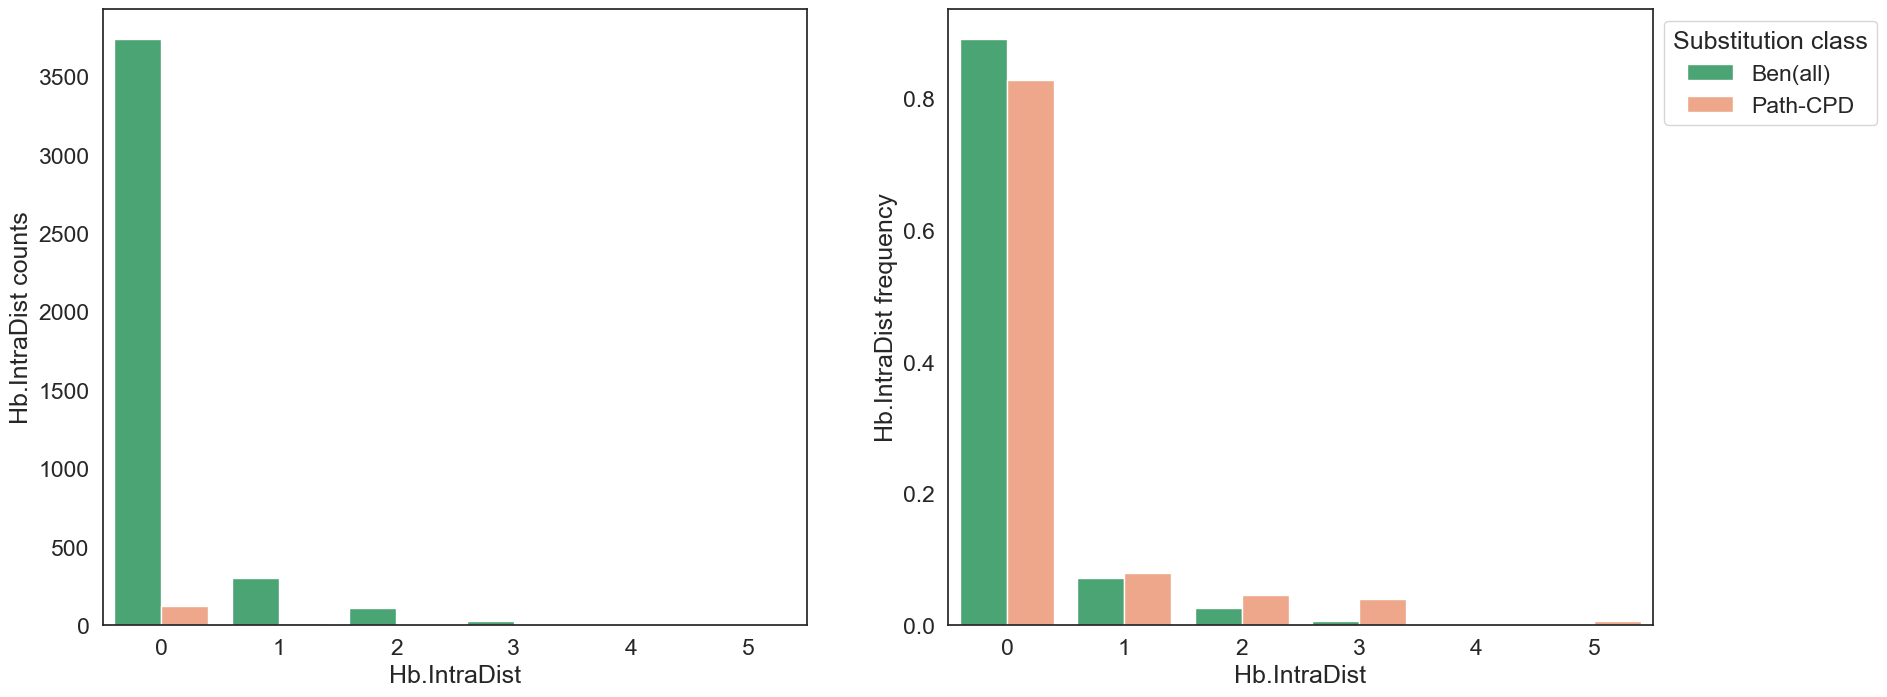 Hb.IntraDist counts
3500
3000
2500
2000
1500
1000
500
0
0 1 2 3 4 5
Hb.IntraDist
Hb.IntraDist frequency
0.8
0.6
0.4
0.2
0.0
0 1 2 3 4 5
Hb.IntraDist
Substitution class
Ben(all)
Path-CPD